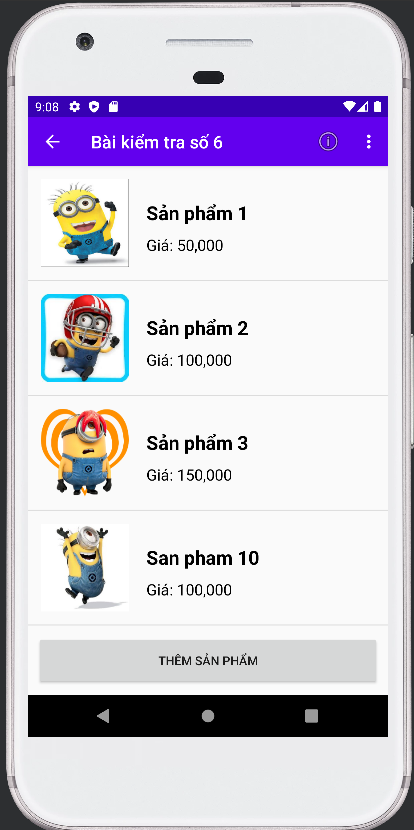 9:08
Bài kiểm tra số 6
Sản phẩm 1
Giá: 50,000
Sản phẩm 2
Giá: 100,000
Sản phẩm 3
Giá: 150,000
San pham 10
Giá: 100,000
THÊM SẢN PHẨM